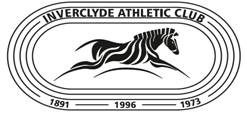 INVERCLYDE ATHLETIC CLUB
1891 — 1996 — 1973